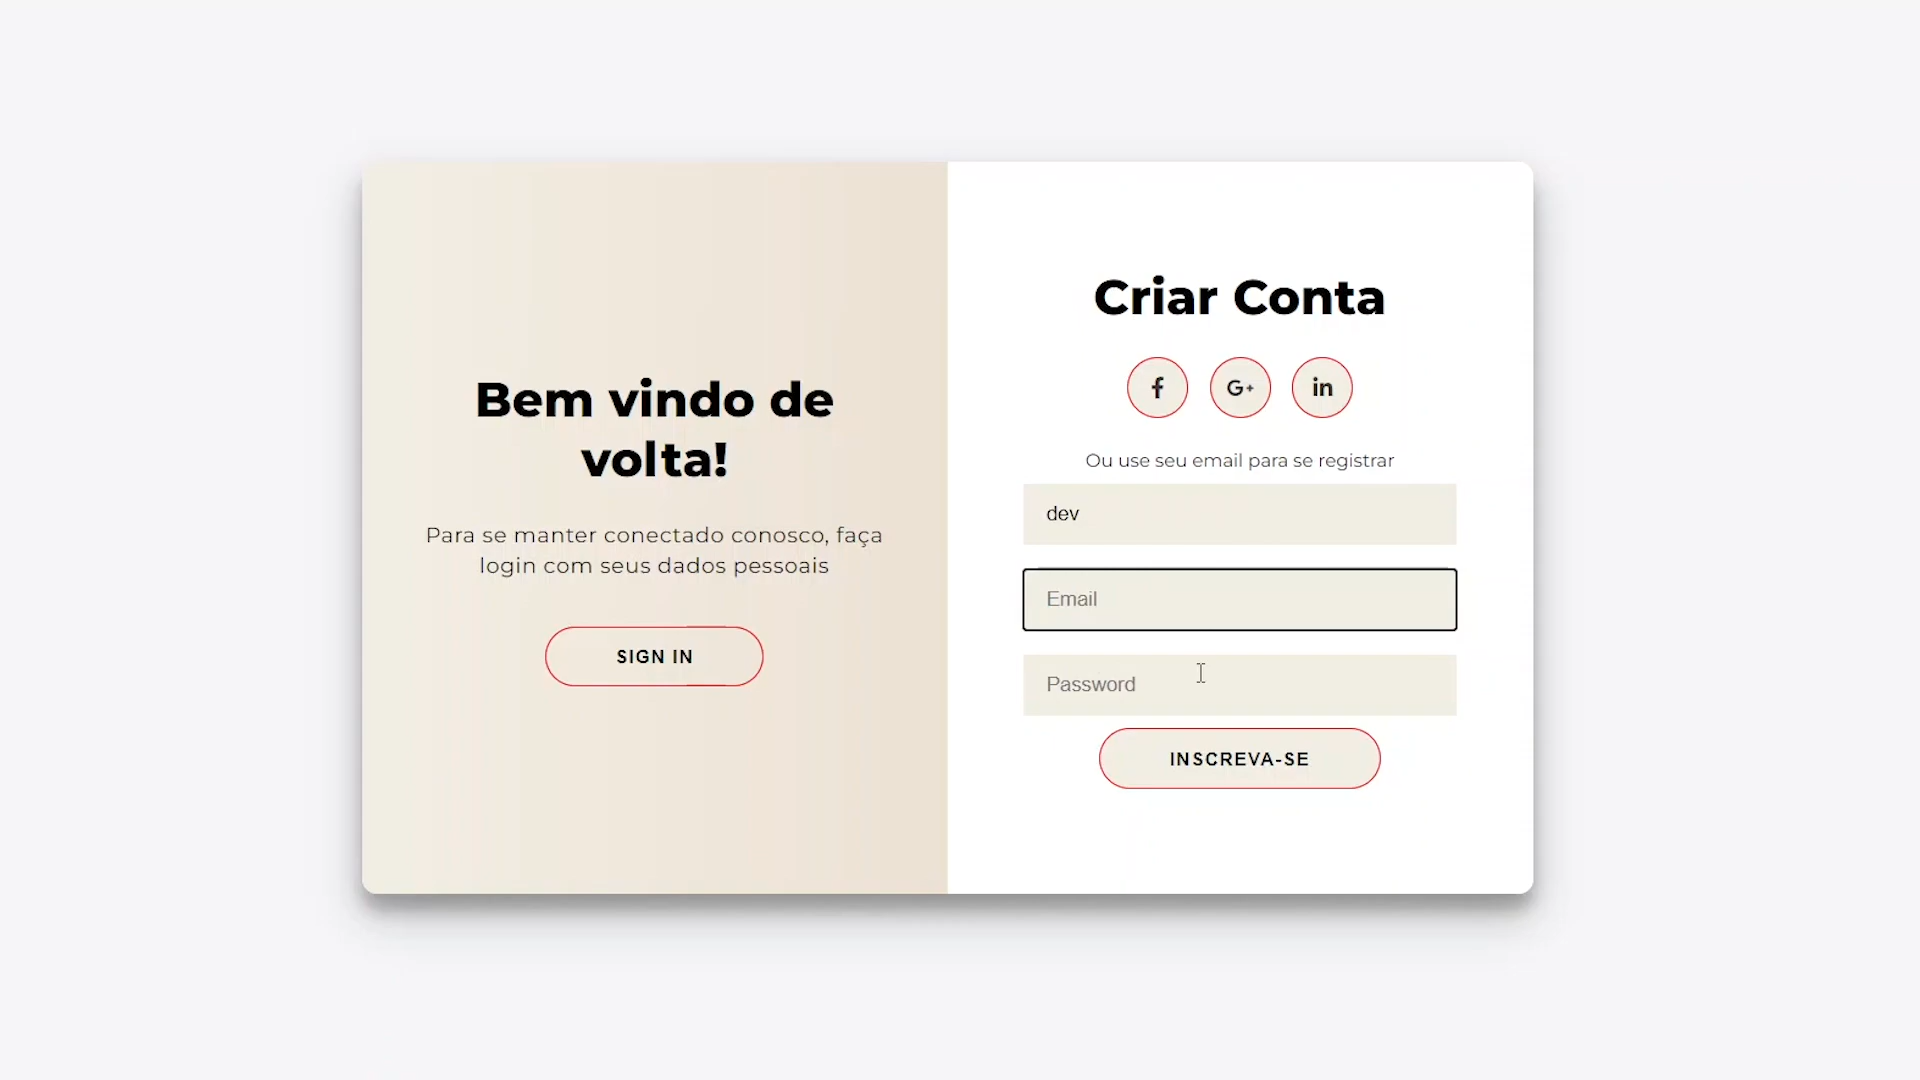 Bem vindo de
volta!
Para se manter conectado conosco, faça
login com seus dados pessoais
SIGN IN
Criar Conta
f G+ in
Ou use seu email para se registrar
dev
Email
Password
INSCREVA-SE